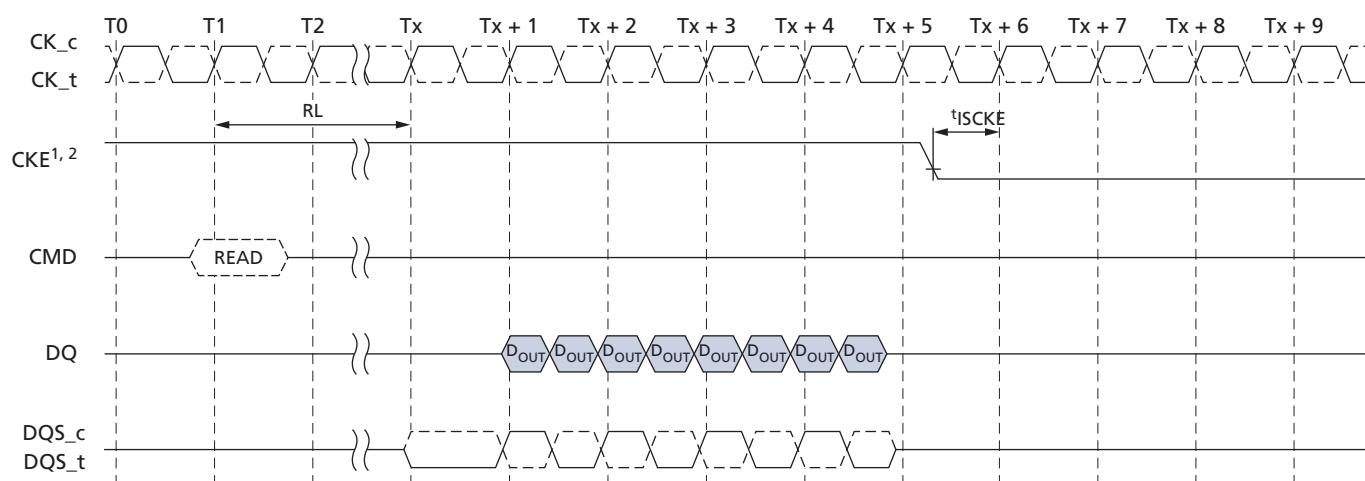 T0 T1 T2 Tx Tx + 1 Tx + 2 Tx + 3 Tx + 4 Tx + 5 Tx + 6 Tx + 7 Tx + 8 Tx + 9
CK_c
CK_t
RL
tISCKE
CKE1, 2
CMD
READ
DQ
DOUT DOUT DOUT DOUT DOUT DOUT DOUT DOUT
DQS_c
DQS_t